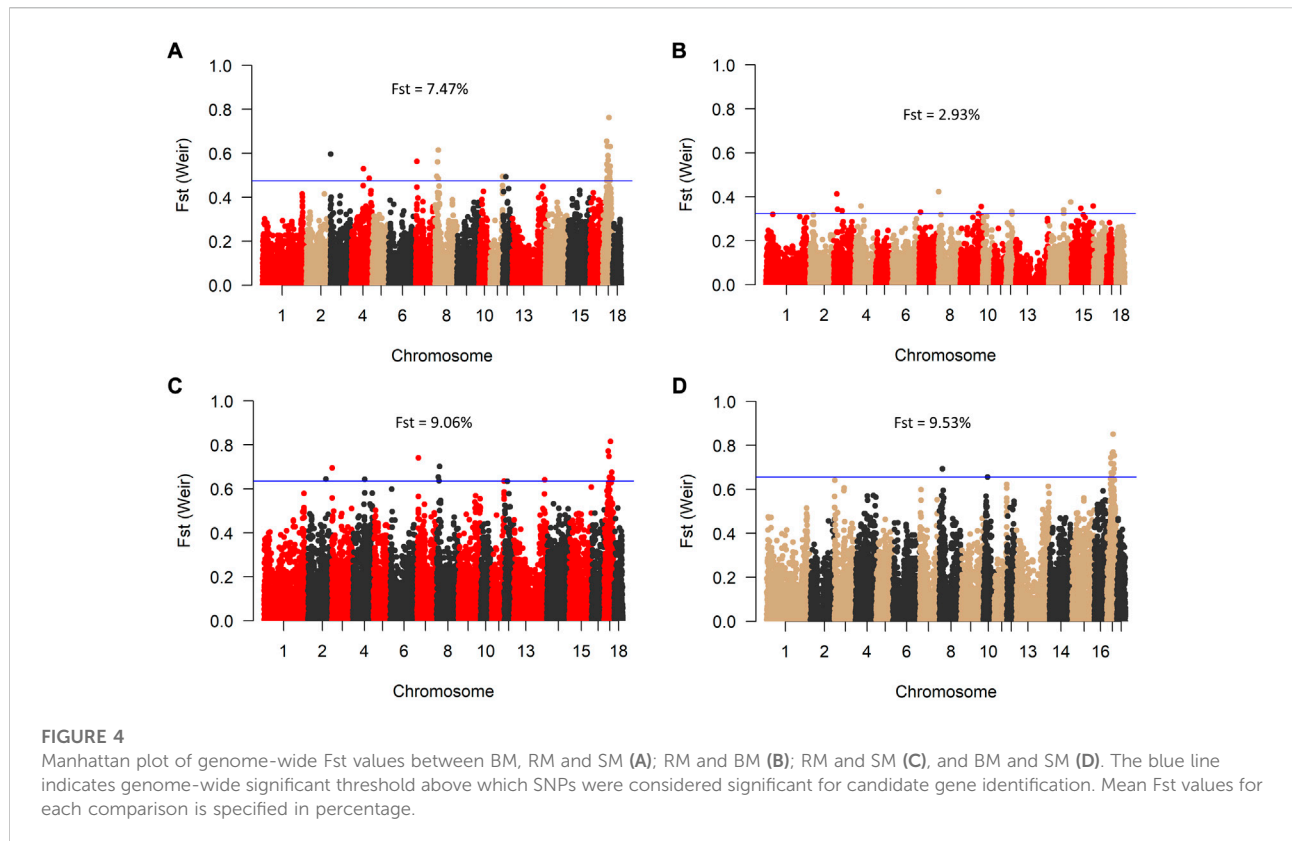 A
Fst (Weir)
1.0
0.8
0.6
0.4
0.2
0.0
Fst = 7.47%
1 2 4 6 8 10 13 15 18
Chromosome
B
Fst (Weir)
1.0
0.8
0.6
0.4
0.2
0.0
Fst = 2.93%
1 2 4 6 8 10 13 15 18
Chromosome
C
Fst (Weir)
1.0
0.8
0.6
0.4
0.2
0.0
Fst = 9.06%
1 2 4 6 8 10 13 15 18
Chromosome
D
Fst (Weir)
1.0
0.8
0.6
0.4
0.2
0.0
Fst = 9.53%
1 2 4 6 8 10 13 14 16
Chromosome
FIGURE 4
Manhattan plot of genome-wide Fst values between BM, RM and SM (A); RM and BM (B); RM and SM (C), and BM and SM (D). The blue line
indicates genome-wide significant threshold above which SNPs were considered significant for candidate gene identification. Mean Fst values for
each comparison is specified in percentage.